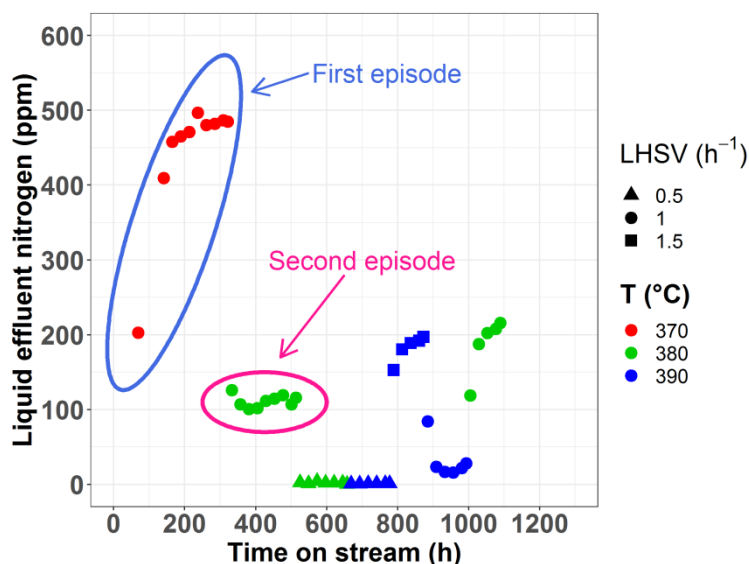 600
500
400
300
200
100
0
Liquid effluent nitrogen (ppm)
First episode
Second episode
0 200 400 600 800 1000 1200
Time on stream (h)
LHSV (h⁻¹)
0.5
1
1.5
T (°C)
370
380
390